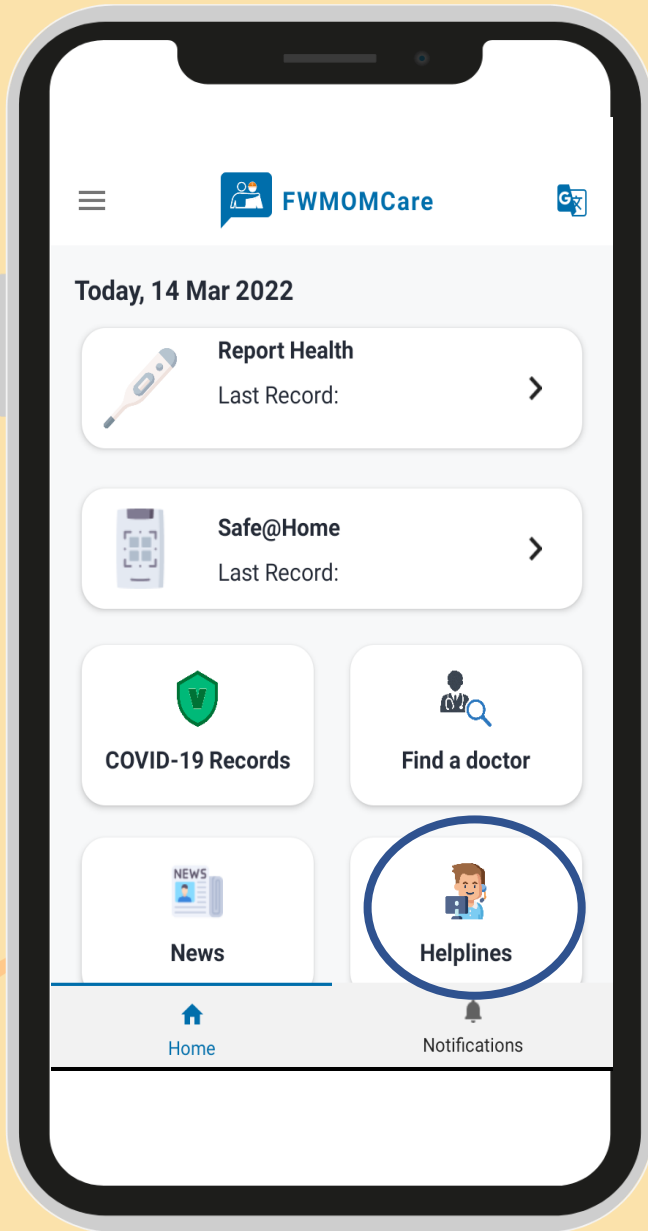 FWMOMCare
G
Today, 14 Mar 2022
Report Health
Last Record:
Safe@Home
Last Record:
V
COVID-19 Records
Find a doctor
NEWS
News
Helplines
Home
Notifications